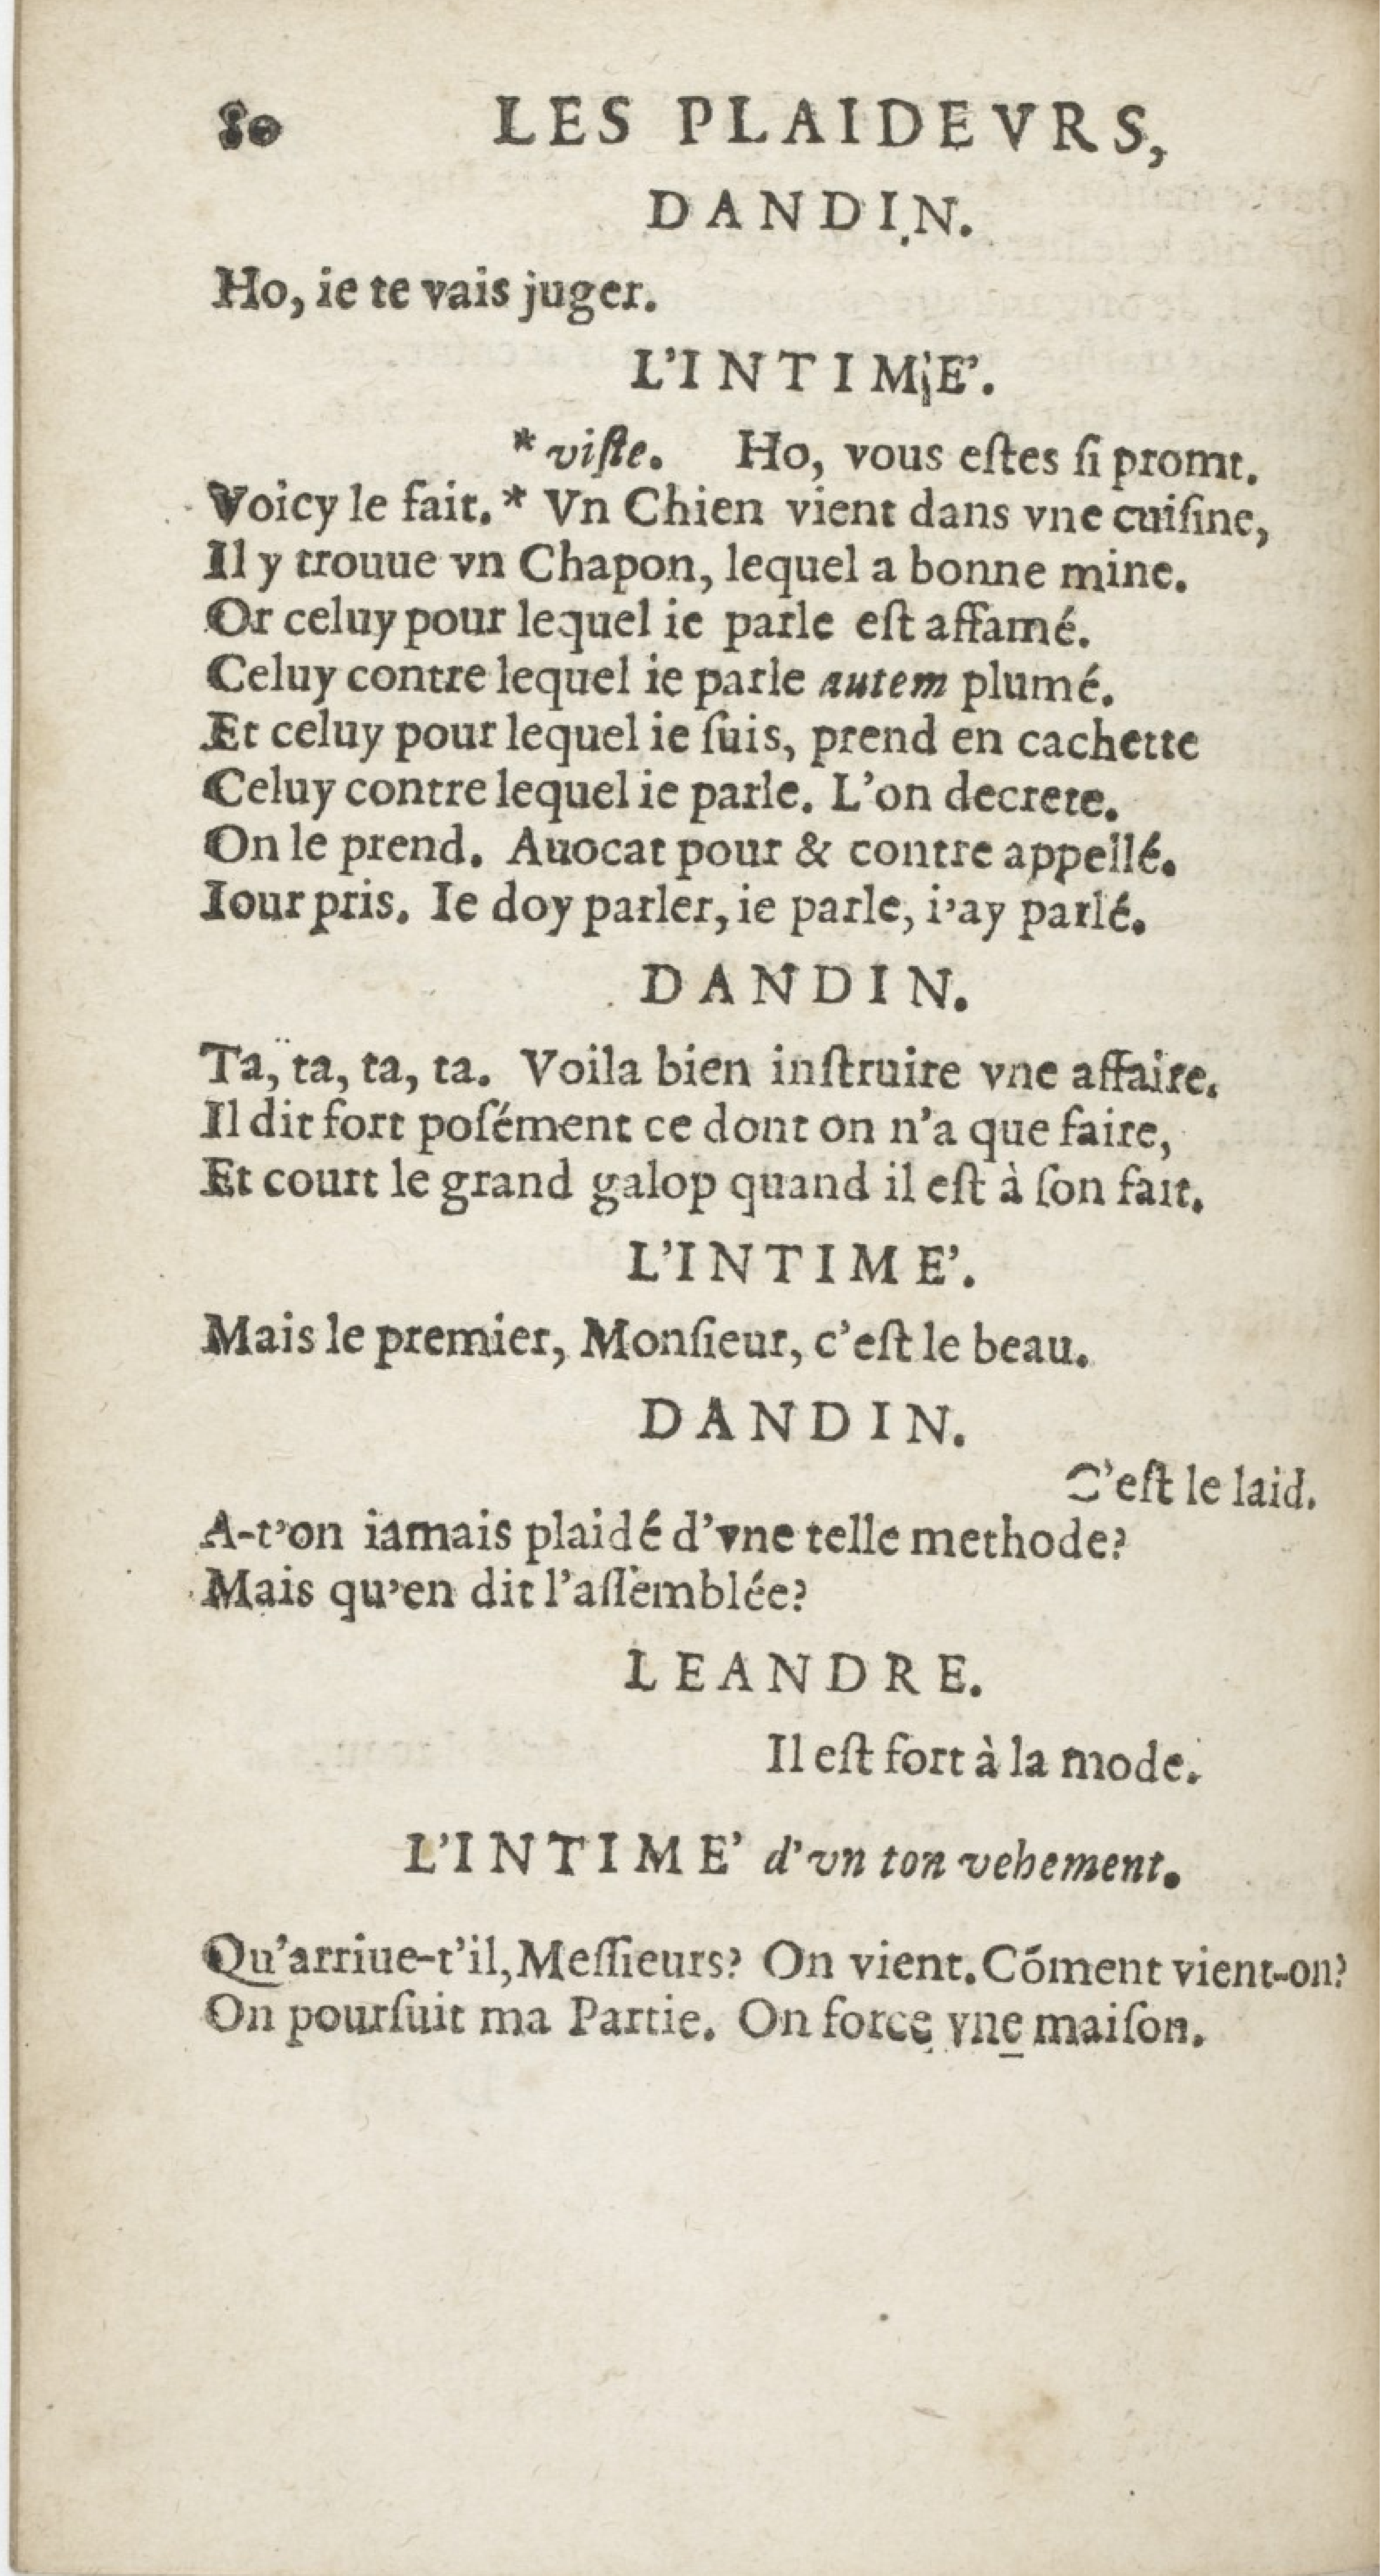 80 LES PLAIDEVRS,
DANDIN.
Ho, ie te vais juger.
L'INTIME'.
* viſte. Ho, vous eſtes ſi promt.
Voicy le fait. * Vn Chien vient dans vne cuiſine,
Il y trouue vn Chapon, lequel a bonne mine.
Or celuy pour lequel ie parle eſt affamé.
Celuy contre lequel ie parle autem plumé.
Et celuy pour lequel ie ſuis, prend en cachette
Celuy contre lequel ie parle. L'on decrete.
On le prend. Auocat pour & contre appellé.
Iour pris. Ie doy parler, ie parle, i'ay parlé.
DANDIN.
Ta, ta, ta, ta. Voila bien inſtruire vne affaire.
Il dit fort poſément ce dont on n'a que faire,
Et court le grand galop quand il eſt à ſon fait.
L'INTIME'.
Mais le premier, Monſieur, c'eſt le beau.
DANDIN.
C'eſt le laid.
A-t'on iamais plaidé d'vne telle methode?
Mais qu'en dit l'aſſemblée?
LEANDRE.
Il eſt fort à la mode.
L'INTIME' d'vn ton vehement.
Qu'arriue-t'il, Meſſieurs? On vient. Cõment vient-on?
On pourſuit ma Partie. On force vne maiſon.